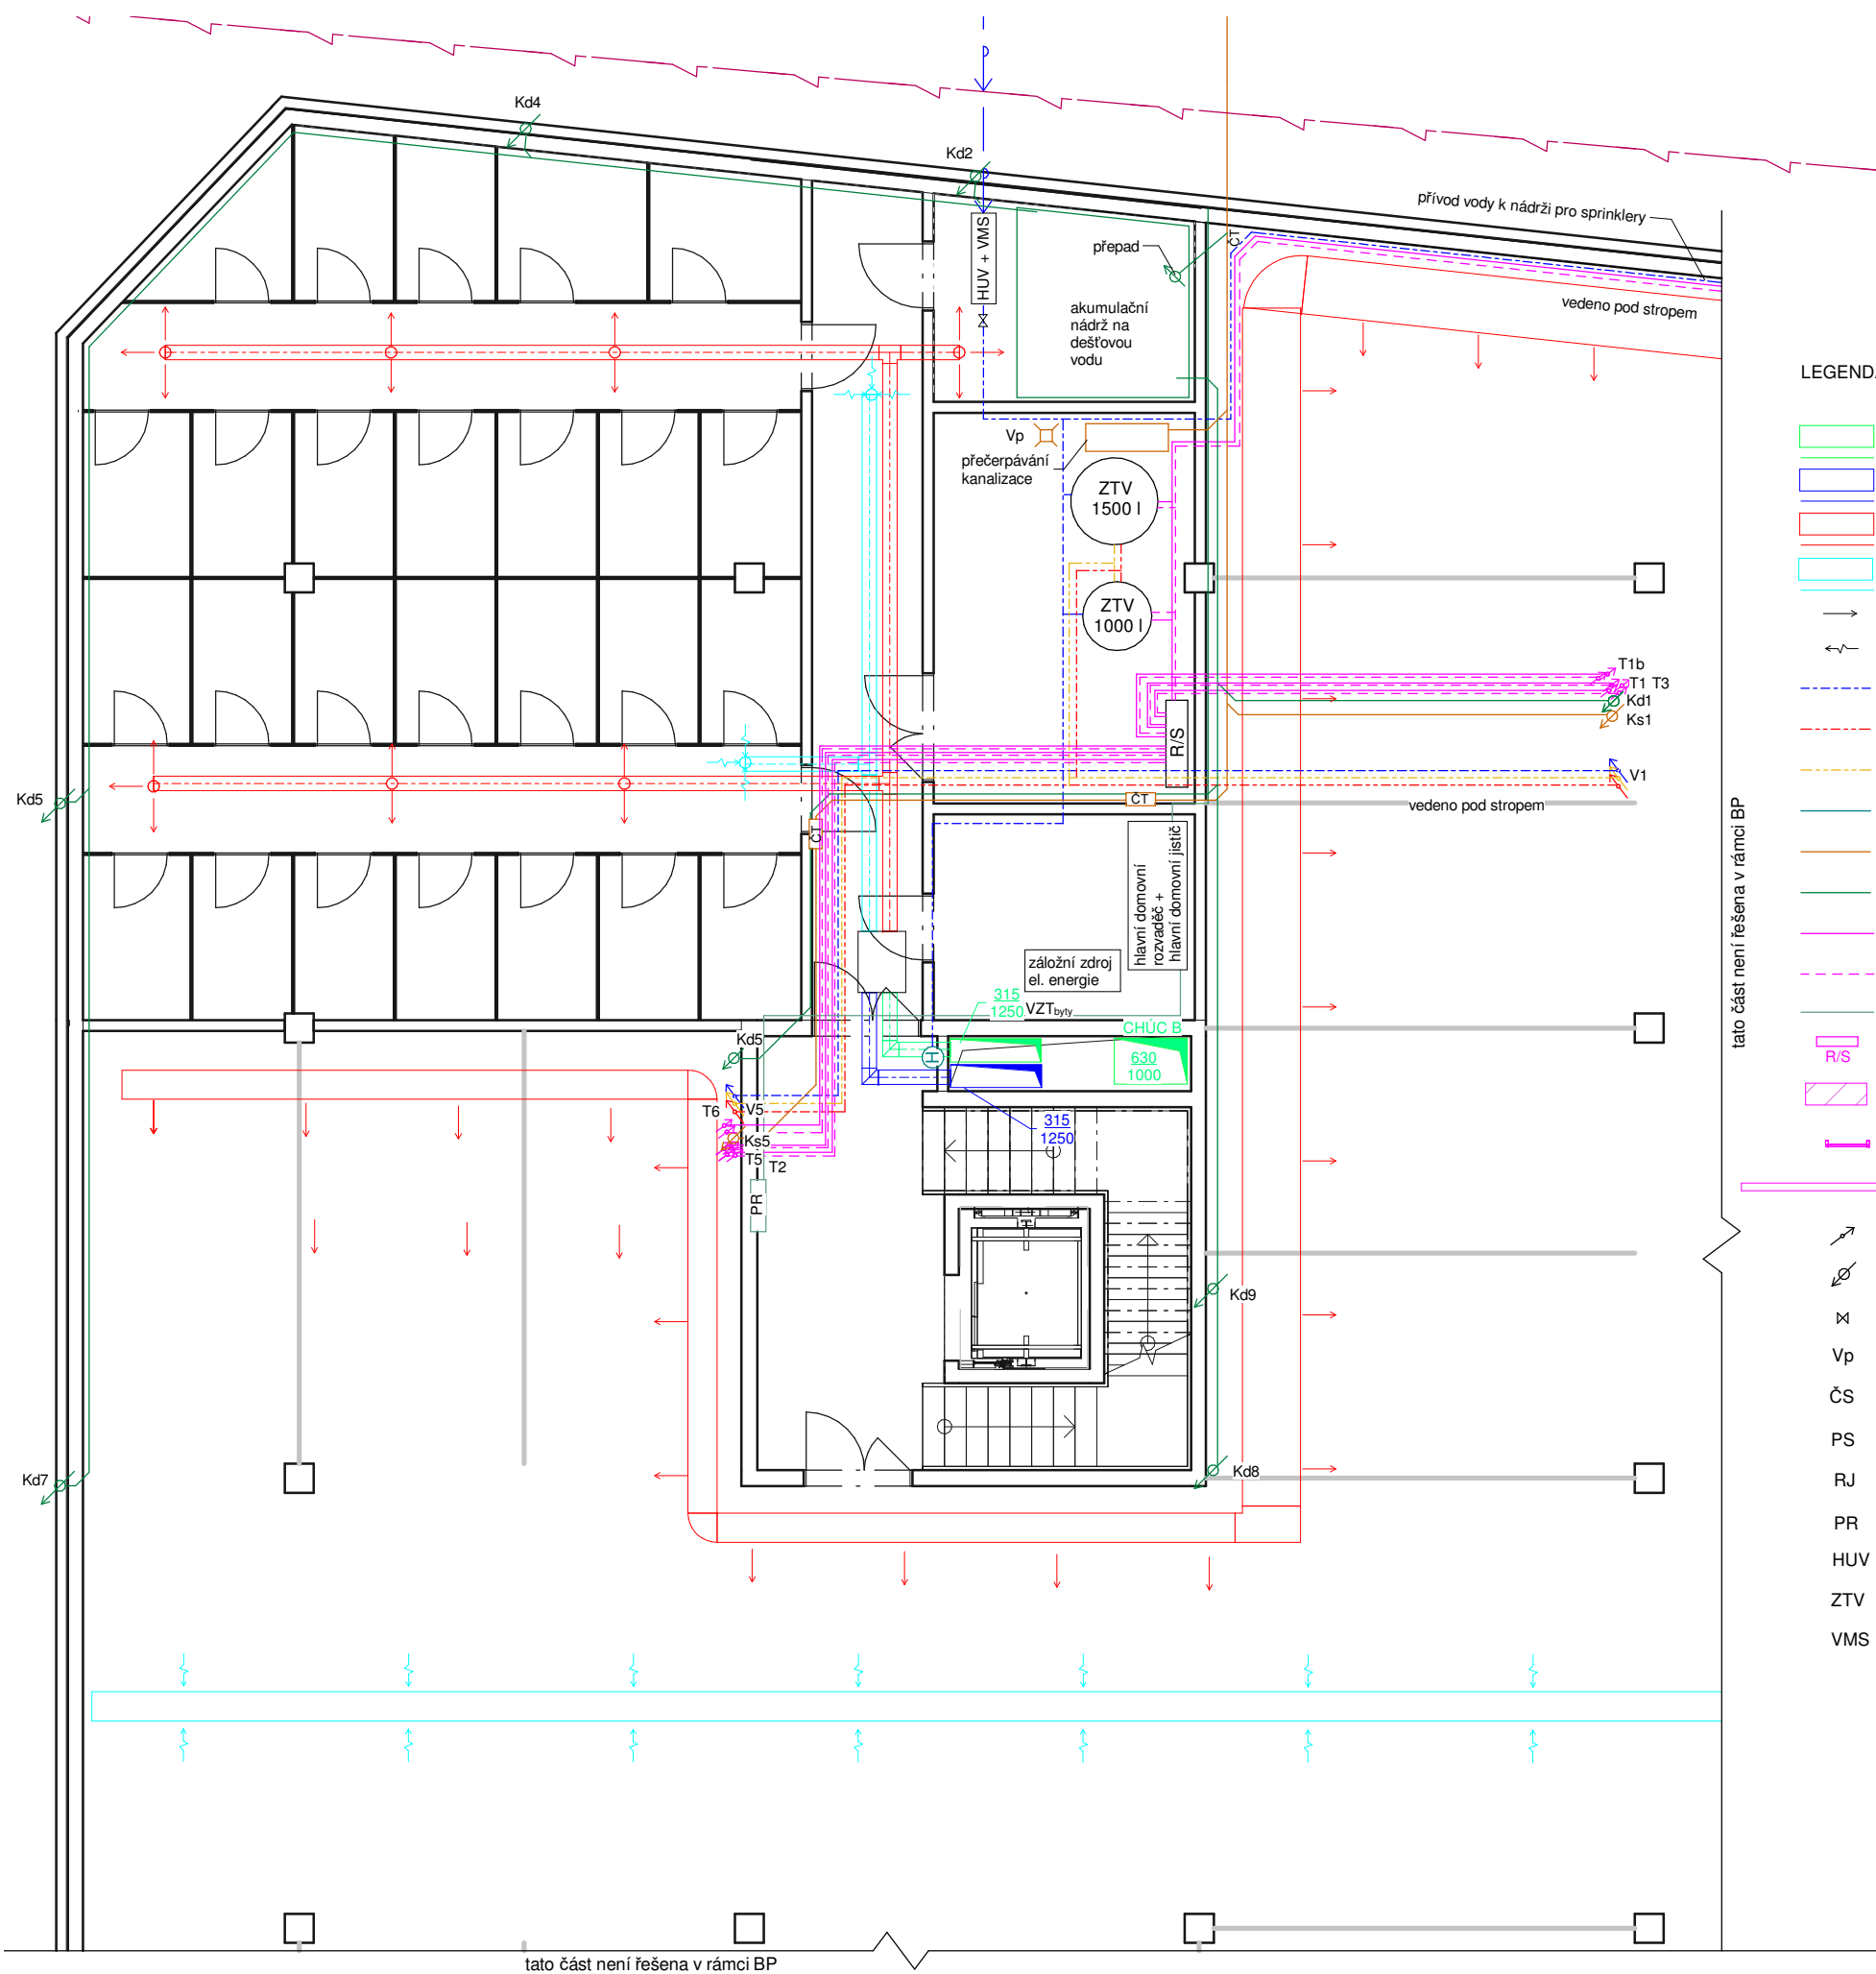 Kd4
Kd2
přívod vody k nádrži pro sprinklery
HUV + VMS
ČT
přepad
vedeno pod stropem
akumulační
nádrž na
dešťovou
vodu
LEGENDA
Vp
přečerpávání
kanalizace
ZTV
1500 l
ZTV
1000 l
T1b
T1 T3
Kd1
Ks1
R/S
V1
Kd5
ČT
vedeno pod stropem
ČT
tato část není řešena v rámci BP
hlavní domovní
rozvaděč +
hlavní domovní jistič
záložní zdroj
el. energie
315
1250
VZTbyty
CHÚC B
Kd5
H
630
1000
R/S
T6
V5
315
1250
Ks5
T5
T2
PR
Kd9
Vp
ČS
PS
Kd7
Kd8
RJ
PR
HUV
ZTV
VMS
tato část není řešena v rámci BP